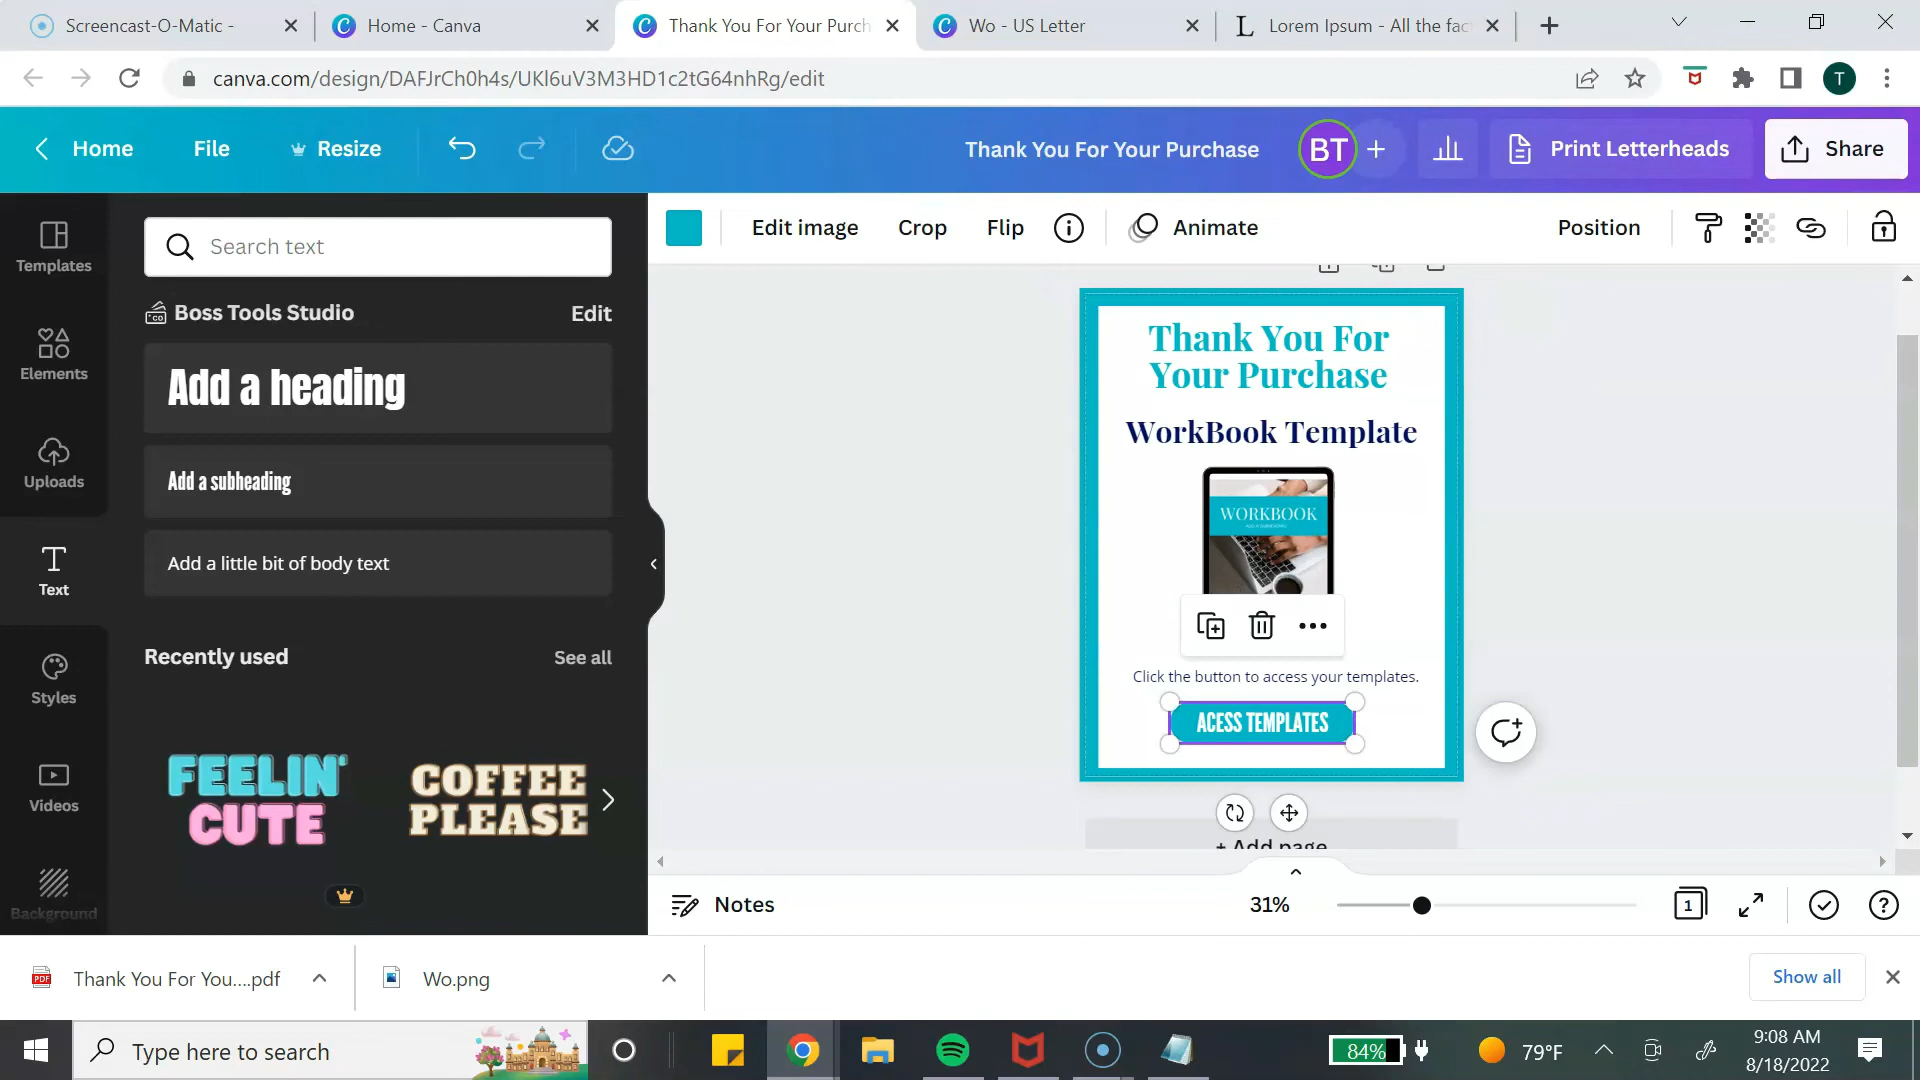 Screencast-O-Matic -
Home - Canva
Thank You For Your Purch
Wo - US Letter
Lorem Ipsum - All the fac
canva.com/design/DAFJrCh0h4s/UKl6uV3M3HD1c2tG64nhRg/edit
T
Home
File
Resize
Thank You For Your Purchase
BT
Print Letterheads
Share
Edit image
Crop
Flip
Animate
Position
Templates
Elements
Uploads
Text
Styles
Videos
Background
Search text
Boss Tools Studio
Edit
Add a heading
Add a subheading
Add a little bit of body text
Recently used
See all
FEELIN'
CUTE
COFFEE
PLEASE
Thank You For
Your Purchase
WorkBook Template
WORKBOOK
Click the button to access your templates.
ACESS TEMPLATES
+ Add page
Notes
31%
1
Thank You For You....pdf
Wo.png
Show all
Type here to search
84%
79°F
9:08 AM
8/18/2022